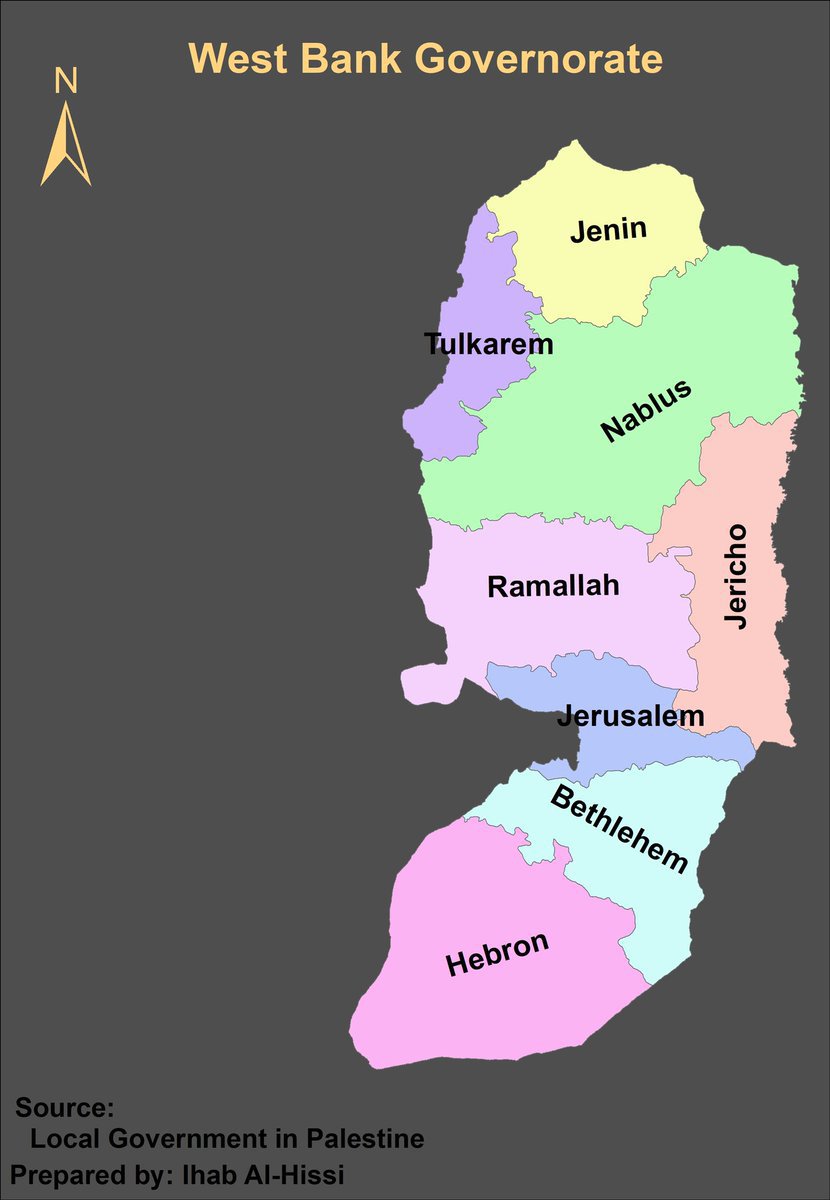 West Bank Governorate
N
Jenin
Tulkarem
Nablus
Jericho
Ramallah
Jerusalem
Bethlehem
Hebron
Source:
Local Government in Palestine
Prepared by: Ihab Al-Hissi